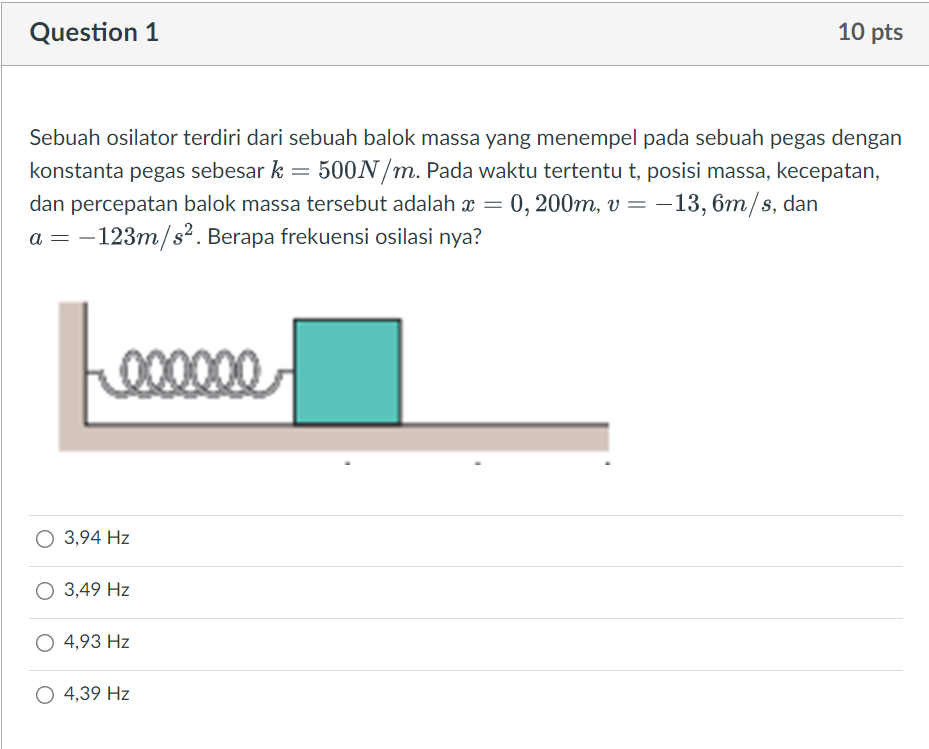 Question 1
10 pts
Sebuah osilator terdiri dari sebuah balok massa yang menempel pada sebuah pegas dengan
konstanta pegas sebesar k = 500N/m. Pada waktu tertentu t, posisi massa, kecepatan,
dan percepatan balok massa tersebut adalah x = 0, 200m, v = −13, 6m/s, dan
a = −123m/s². Berapa frekuensi osilasi nya?
3,94 Hz
3,49 Hz
4,93 Hz
4,39 Hz